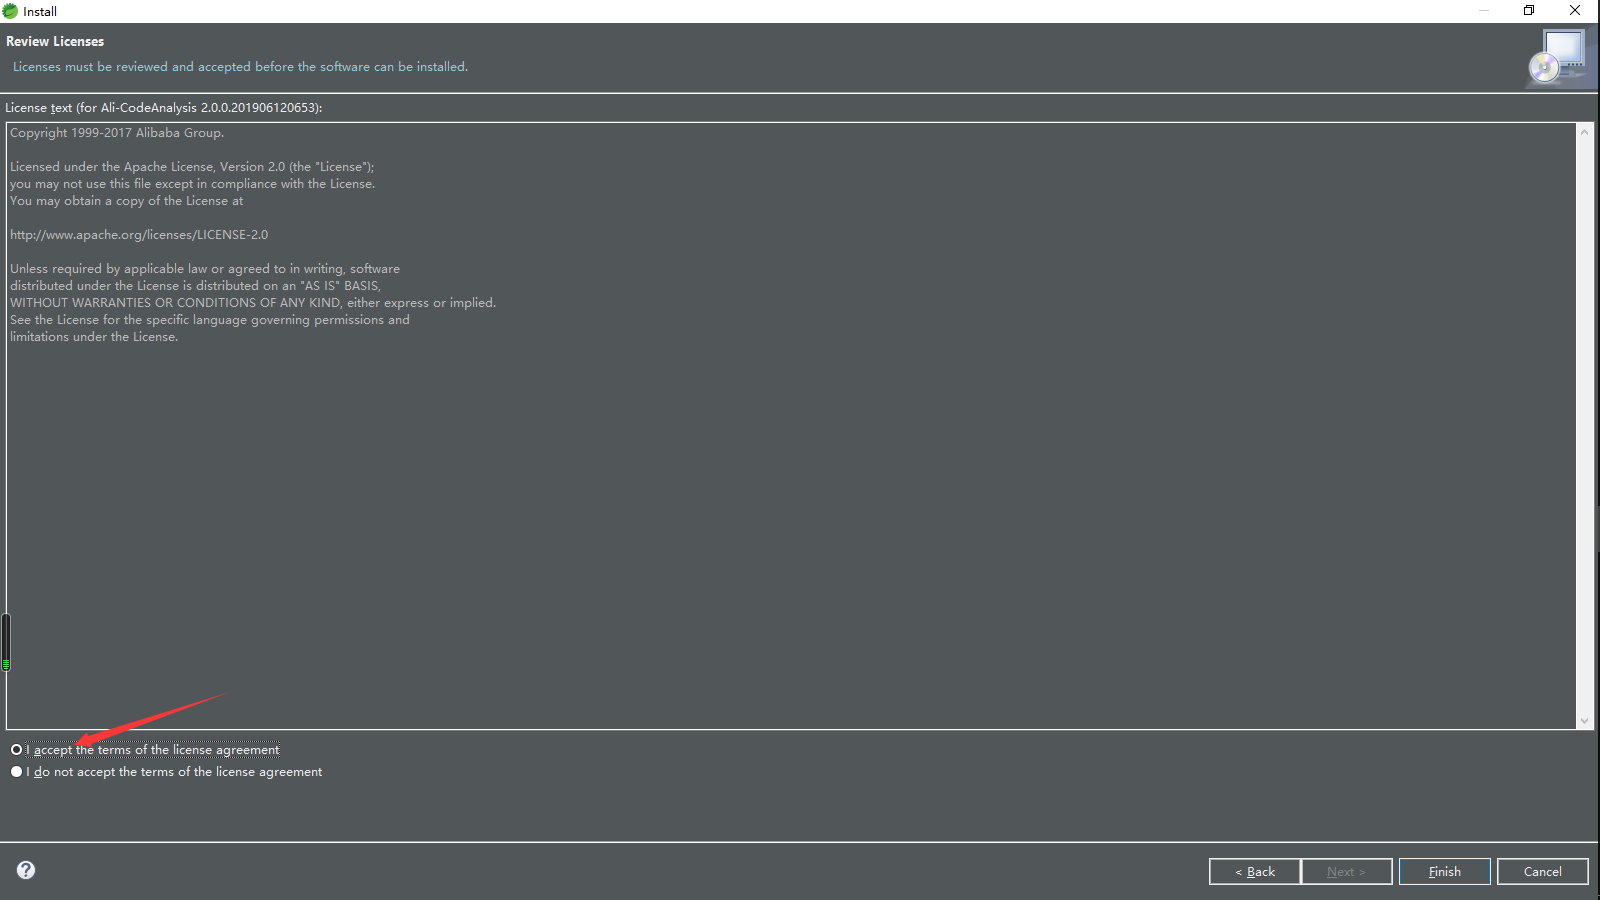 Install
Review Licenses
Licenses must be reviewed and accepted before the software can be installed.
License text (for Ali-CodeAnalysis 2.0.0.201906120653):
Copyright 1999-2017 Alibaba Group.
Licensed under the Apache License, Version 2.0 (the "License");
you may not use this file except in compliance with the License.
You may obtain a copy of the License at
http://www.apache.org/licenses/LICENSE-2.0
Unless required by applicable law or agreed to in writing, software
distributed under the License is distributed on an "AS IS" BASIS,
WITHOUT WARRANTIES OR CONDITIONS OF ANY KIND, either express or implied.
See the License for the specific language governing permissions and
limitations under the License.
I accept the terms of the license agreement
I do not accept the terms of the license agreement
?
< Back
Next >
Finish
Cancel